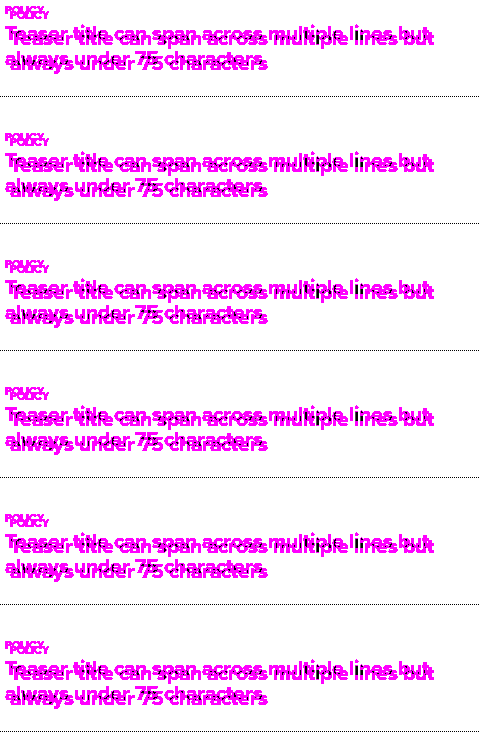 POLICY
Teaser title can span across multiple lines but
always under 75 characters
POLICY
Teaser title can span across multiple lines but
always under 75 characters
POLICY
Teaser title can span across multiple lines but
always under 75 characters
POLICY
Teaser title can span across multiple lines but
always under 75 characters
POLICY
Teaser title can span across multiple lines but
always under 75 characters
POLICY
Teaser title can span across multiple lines but
always under 75 characters